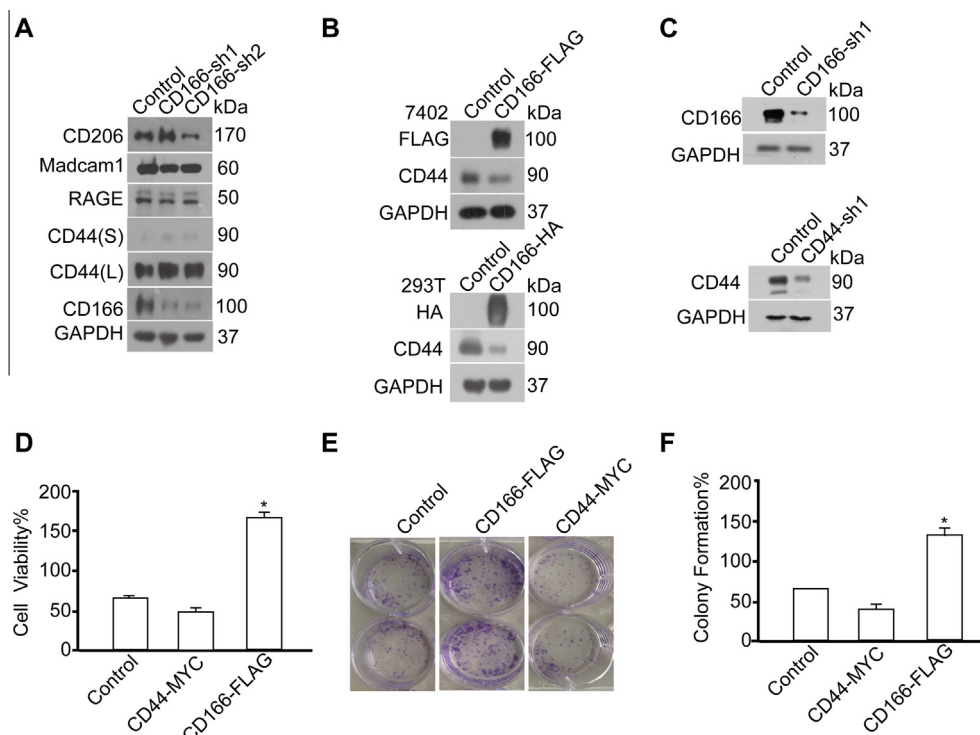 A
Control
CD166-sh1
CD166-sh2
kDa
CD206 170
Madcam1 60
RAGE 50
CD44(S) 90
CD44(L) 90
CD166 100
GAPDH 37
B
Control
CD166-FLAG
7402 kDa
FLAG 100
CD44 90
GAPDH 37
Control
CD166-HA
293T kDa
HA 100
CD44 90
GAPDH 37
C
Control
CD166-sh1
kDa
CD166 100
GAPDH 37
Control
CD44-sh1
kDa
CD44 90
GAPDH 37
D
Cell Viability%
200
150
100
50
0
*
Control
CD44-MYC
CD166-FLAG
E
Control
CD166-FLAG
CD44-MYC
F
Colony Formation%
200
150
100
50
0
*
Control
CD44-MYC
CD166-FLAG